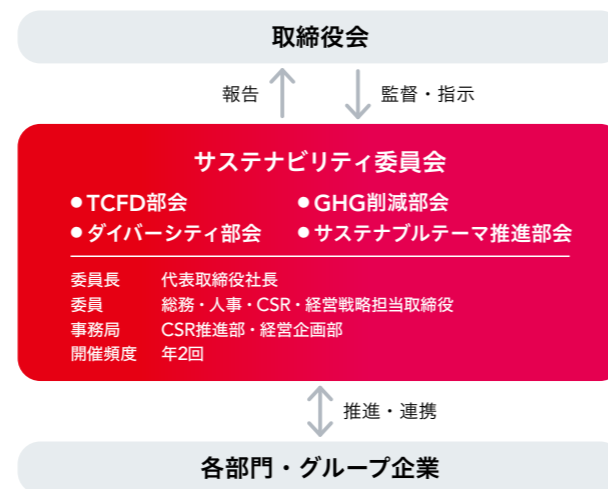 取締役会
報告
監督・指示
サステナビリティ委員会
●TCFD部会 ●GHG削減部会
●ダイバーシティ部会 ●サステナブルテーマ推進部会
委員長 代表取締役社長
委員 総務・人事・CSR・経営戦略担当取締役
事務局 CSR推進部・経営企画部
開催頻度 年2回
推進・連携
各部門・グループ企業